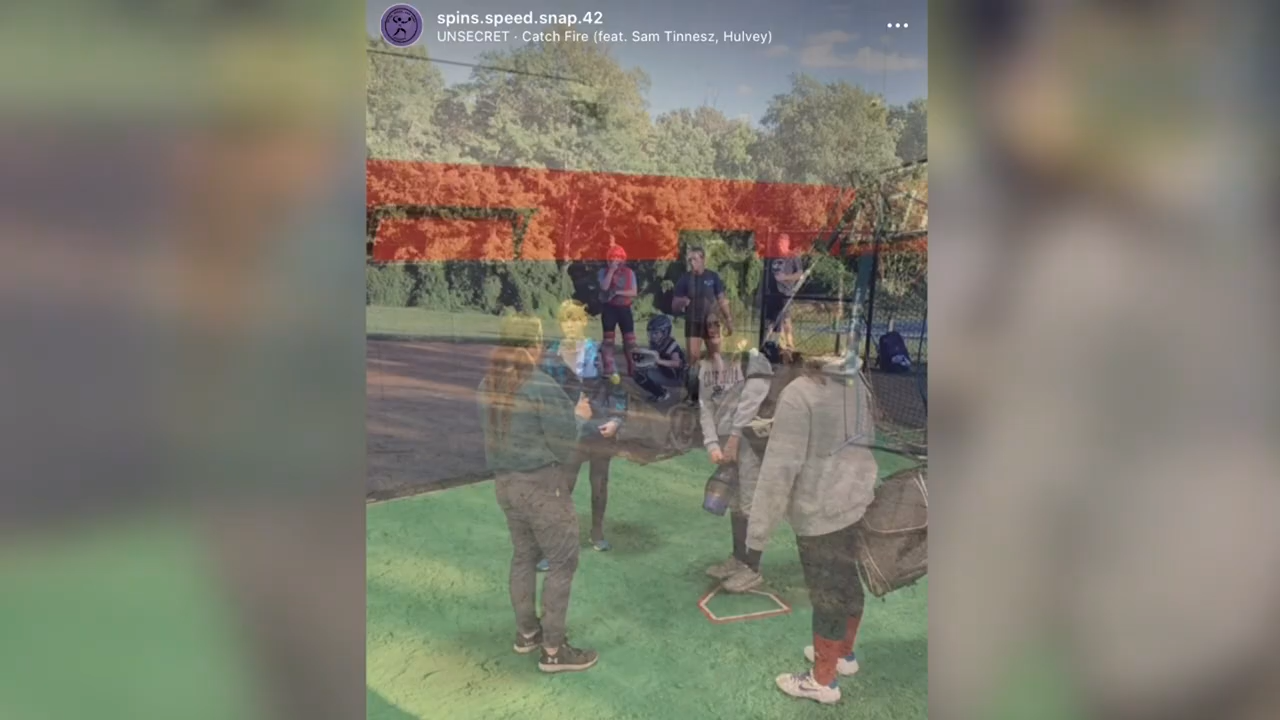 spins.speed.snap.42
UNSECRET · Catch Fire (feat. Sam Tinnesz, Hulvey)